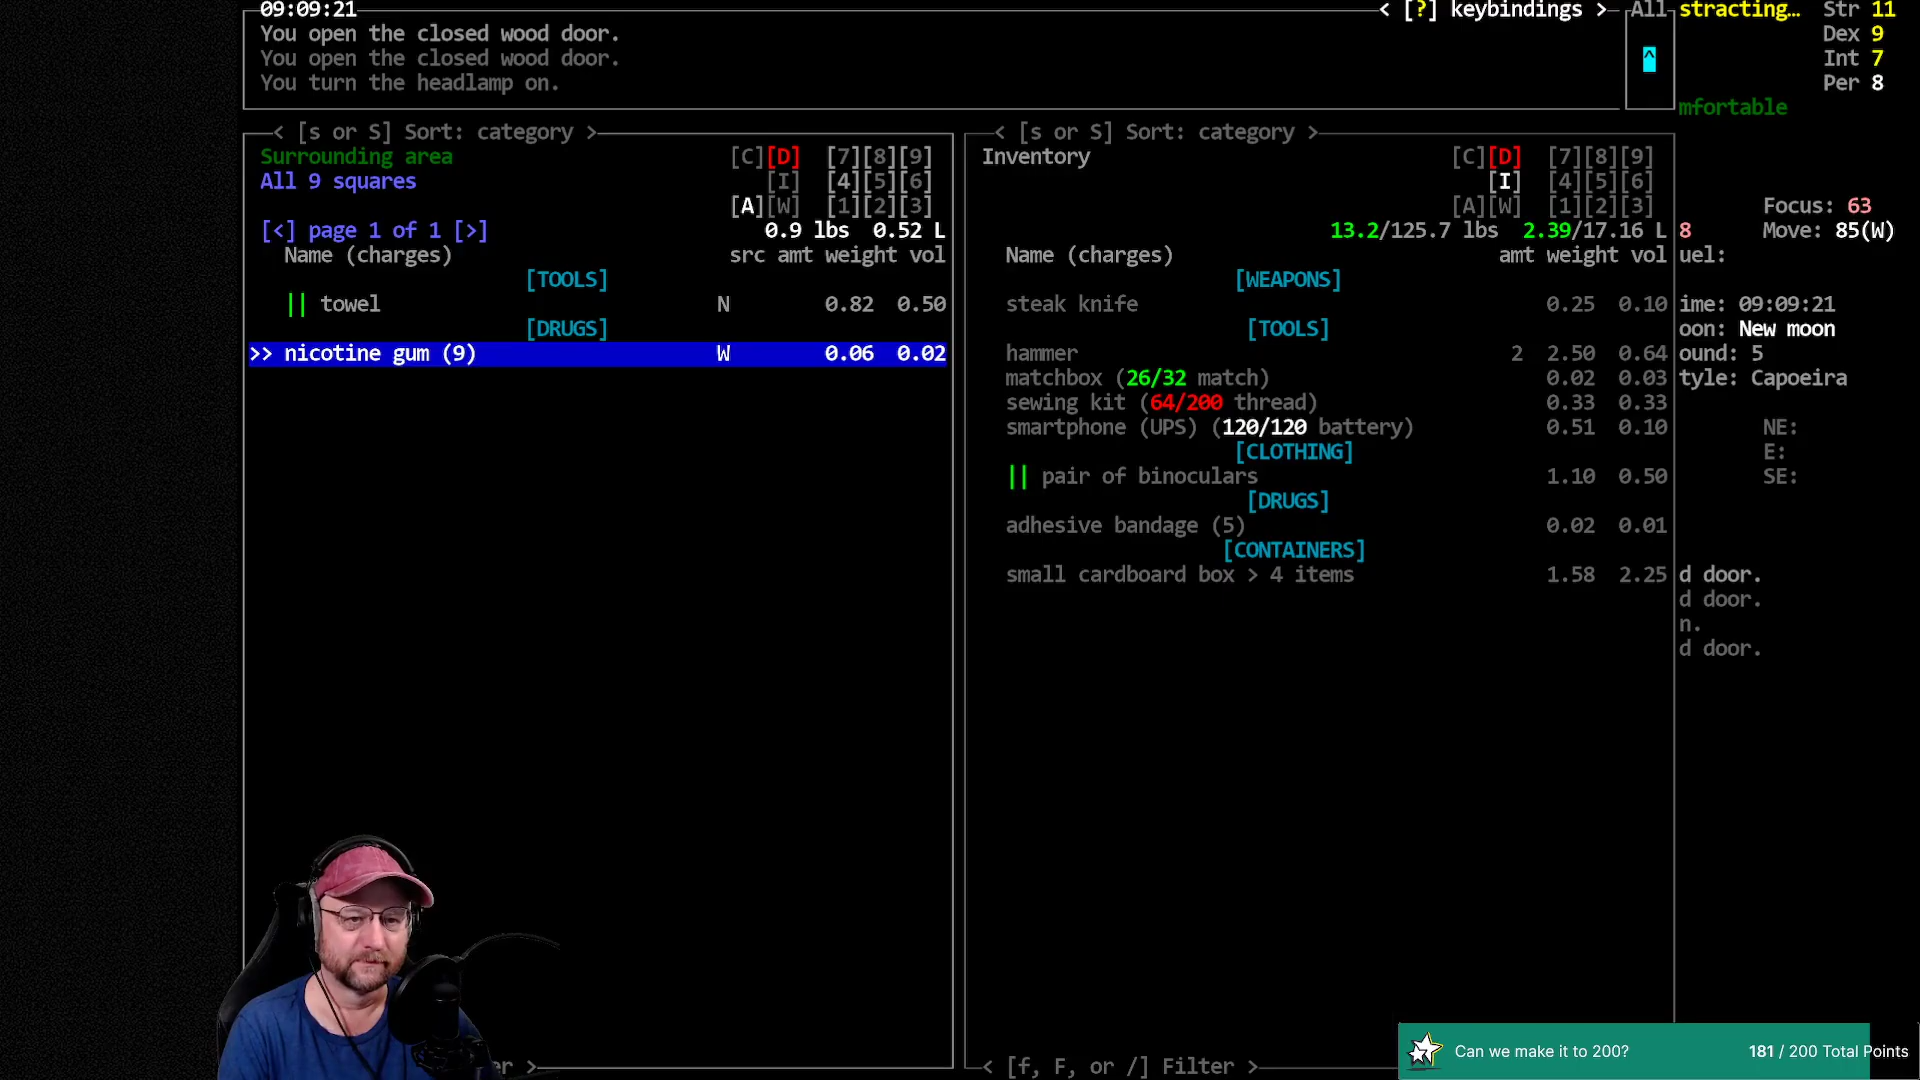 09:09:21 < [?] keybindings > All stracting… Str 11
You open the closed wood door. Dex 9
You open the closed wood door. ^ Int 7
You turn the headlamp on. Per 8
mfortable
< [s or S] Sort: category > < [s or S] Sort: category >
Surrounding area [C][D] [7][8][9] Inventory [C][D] [7][8][9]
All 9 squares [I] [4][5][6] [I] [4][5][6]
[A][W] [1][2][3] [A][W] [1][2][3] Focus: 63
[<] page 1 of 1 [>] 0.9 lbs 0.52 L 13.2/125.7 lbs 2.39/17.16 L 8 Move: 85(W)
Name (charges) src amt weight vol Name (charges) amt weight vol uel:
[TOOLS] [WEAPONS]
|| towel N 0.82 0.50 steak knife 0.25 0.10 ime: 09:09:21
[DRUGS] [TOOLS] oon: New moon
>> nicotine gum (9) W 0.06 0.02 hammer 2 2.50 0.64 ound: 5
matchbox (26/32 match) 0.02 0.03 tyle: Capoeira
sewing kit (64/200 thread) 0.33 0.33
smartphone (UPS) (120/120 battery) 0.51 0.10 NE:
[CLOTHING] E:
|| pair of binoculars 1.10 0.50 SE:
[DRUGS]
adhesive bandage (5) 0.02 0.01
[CONTAINERS]
small cardboard box > 4 items 1.58 2.25 d door.
d door.
n.
d door.
er > < [f, F, or /] Filter >
Can we make it to 200? 181 / 200 Total Points